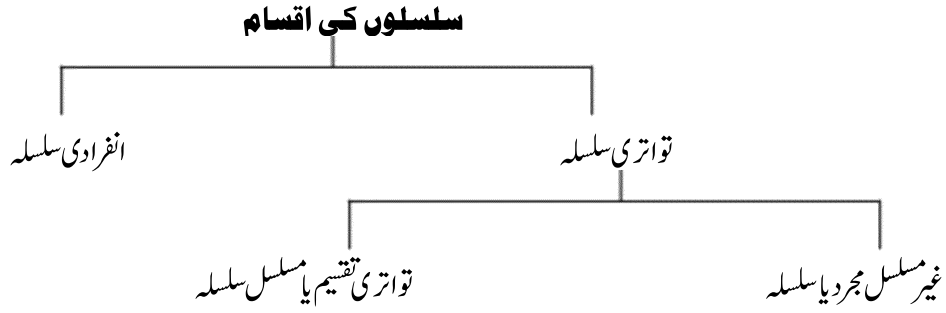 سلسلوں کی اقسام
تواتری سلسلہ
انفرادی سلسلہ
غیر مسلسل مجرد یا سلسلہ
تواتری تقسیم یا مسلسل سلسلہ